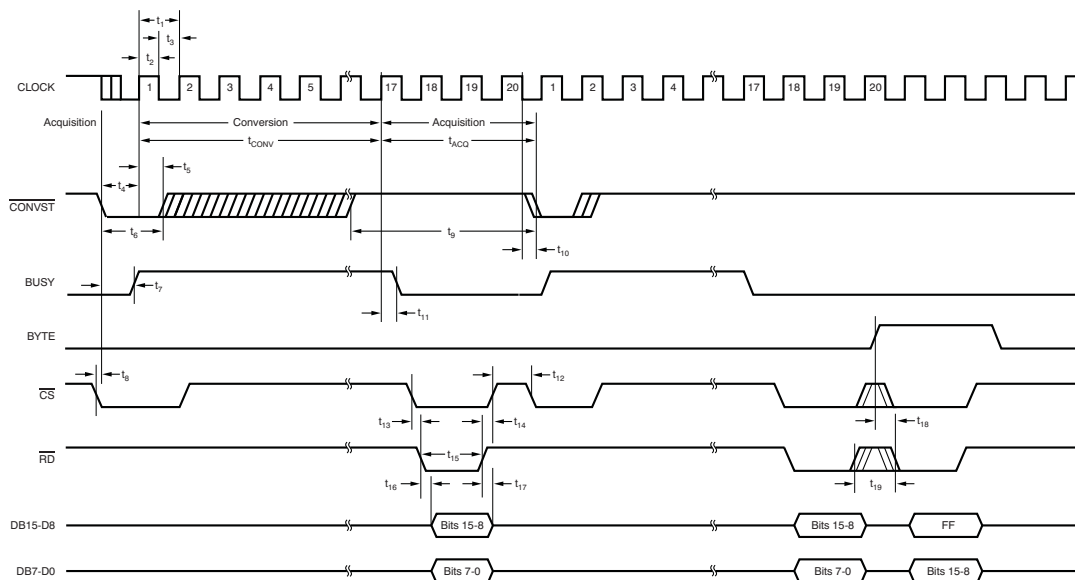 t1
t3
t2
CLOCK
1 2 3 4 5 17 18 19 20 1 2 3 4 17 18 19 20
Acquisition Conversion Acquisition
tCONV tACQ
t5
t4
CONVST
t6 t9
t10
BUSY
t7
t11
BYTE
t8 t12
CS
t13 t14 t18
RD
t15
t16 t17 t19
DB15-D8 Bits 15-8 Bits 15-8 FF
DB7-D0 Bits 7-0 Bits 7-0 Bits 15-8